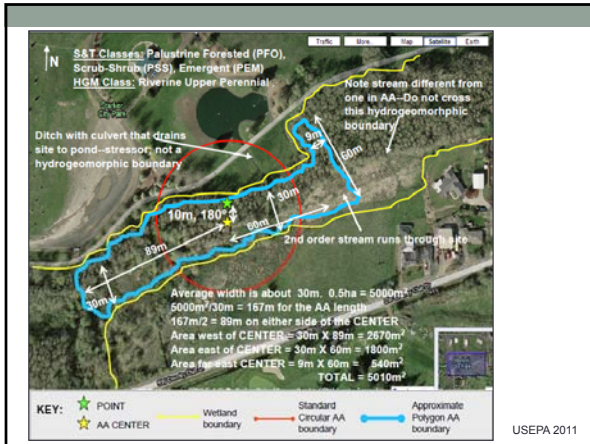 Traffic More... Map Satellite Earth
N
S&T Classes: Palustrine Forested (PFO),
Scrub-Shrub (PSS), Emergent (PEM)
HGM Class: Riverine Upper Perennial
Note stream different from
one in AA--Do not cross
this hydrogeomorhphic
boundary
City Park
Ditch with culvert that drains
site to pond--stressor; not a
hydrogeomorphic boundary
9m
60m
30m
10m, 180°
60m
89m
30m
2nd order stream runs through site
Average width is about 30m. 0.5ha = 5000m²
5000m²/30m = 167m for the AA length
167m/2 = 89m on either side of the CENTER
Area west of CENTER = 30m X 89m = 2670m²
Area east of CENTER = 30m X 60m = 1800m²
Area far east CENTER = 9m X 60m = 540m²
TOTAL = 5010m²
KEY:
POINT
AA CENTER
Wetland
boundary
Standard
Circular AA
boundary
Approximate
Polygon AA
boundary
USEPA 2011